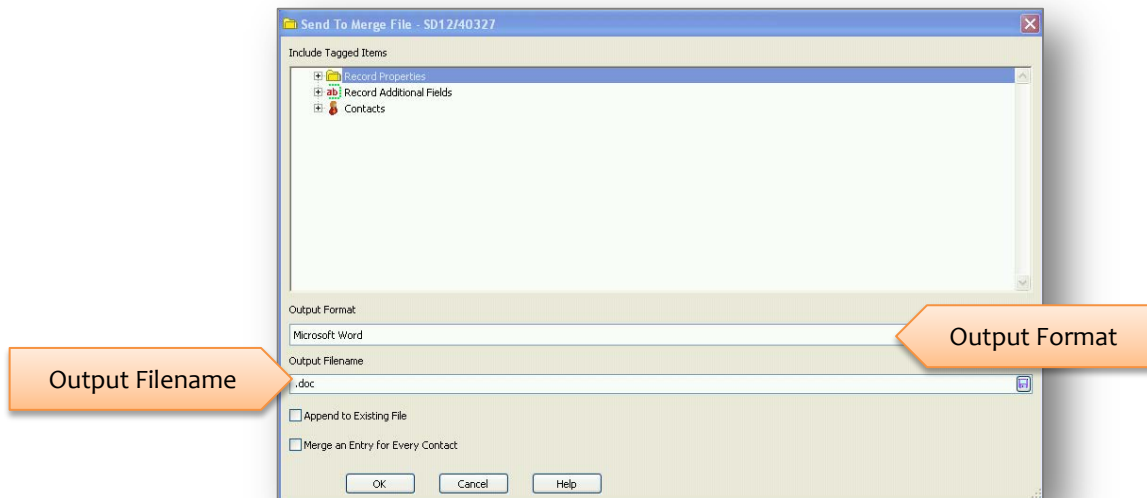 Send To Merge File - SD12/40327
Include Tagged Items
Record Properties
ab Record Additional Fields
Contacts
Output Format
Microsoft Word
Output Format
Output Filename
Output Filename
.doc
Append to Existing File
Merge an Entry for Every Contact
OK Cancel Help